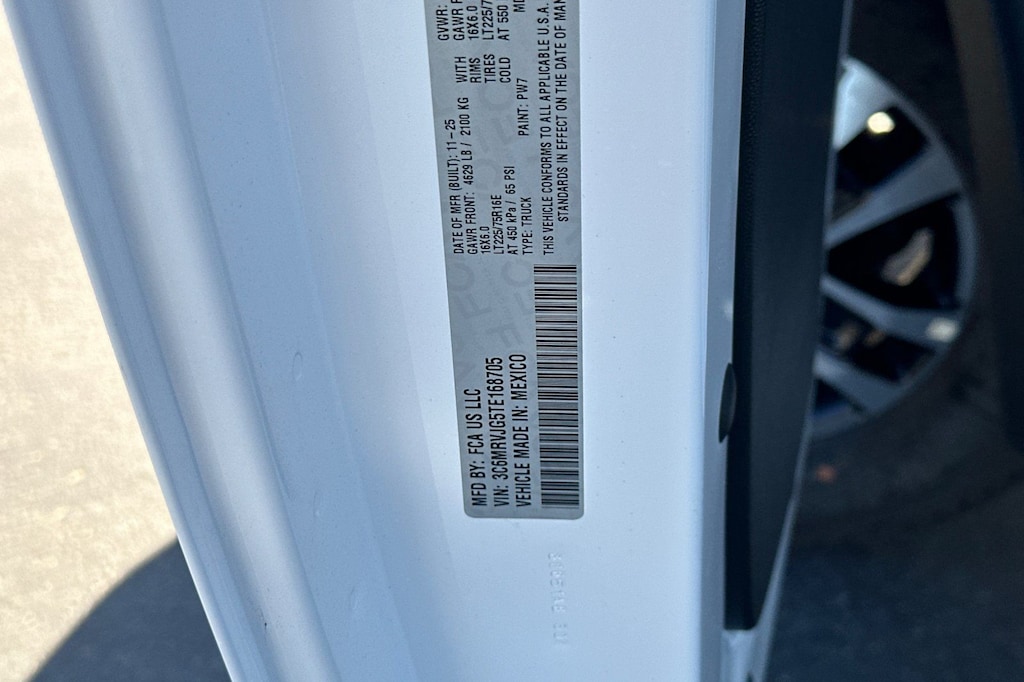 MFD BY: FCA US LLC
VIN: 3C6MRVJG5TE168705
VEHICLE MADE IN: MEXICO
DATE OF MFR (BUILT): 11-25
GVWR:
GAWR FRONT: 4629 LB / 2100 KG WITH GAWR
16X6.0 RIMS 16X6.0
LT225/75R16E TIRES
AT 450 kPa / 65 PSI COLD AT 550
TYPE: TRUCK PAINT: PW7
THIS VEHICLE CONFORMS TO ALL APPLICABLE U.S.A.
STANDARDS IN EFFECT ON THE DATE OF